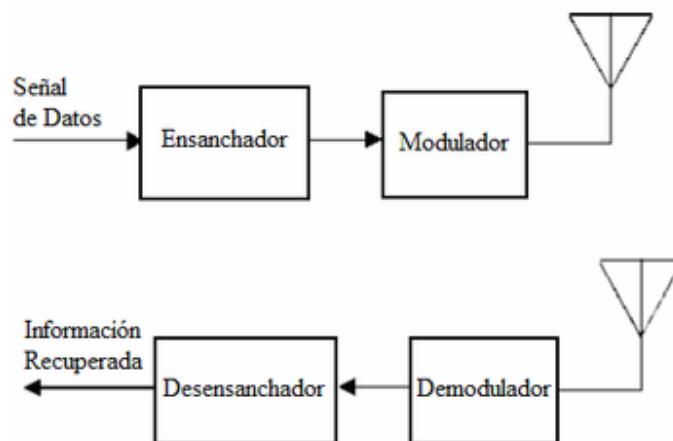 Señal
de Datos
Ensanchador
Modulador
Información
Recuperada
Desensanchador
Demodulador